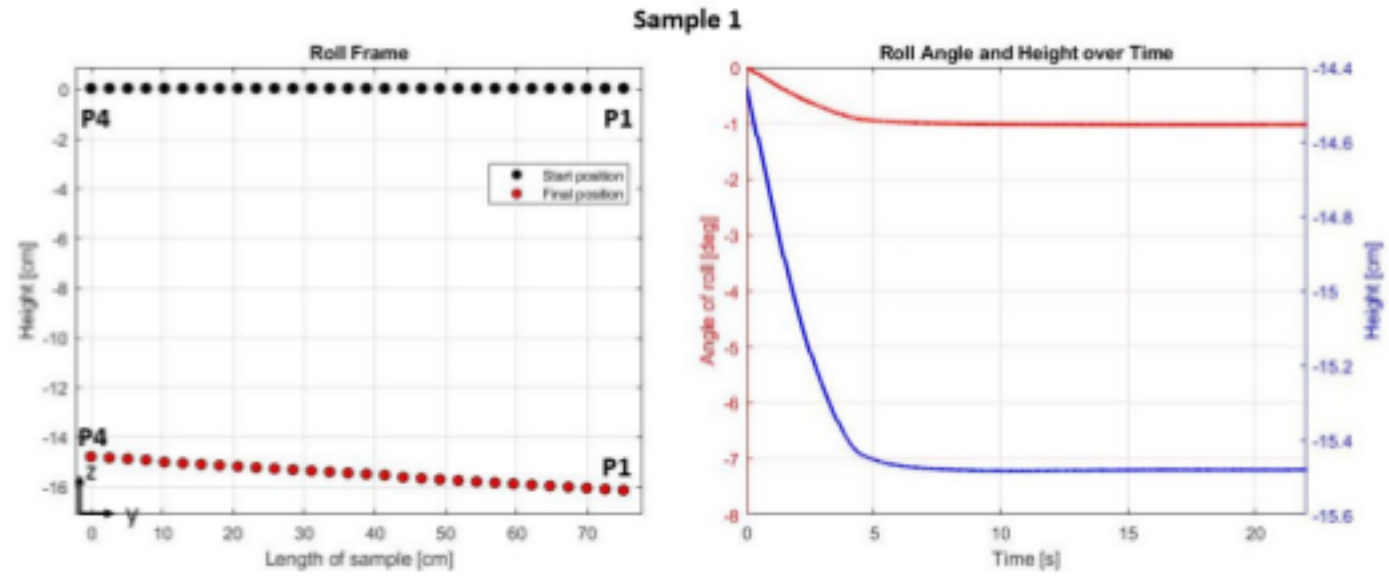 Sample 1
Roll Frame
0
-2
-4
-6
-8
-10
-12
-14
-16
Height [cm]
P4
P1
Start position
Final position
P4
P1
z
y
0 10 20 30 40 50 60 70
Length of sample [cm]
Roll Angle and Height over Time
0
-1
-2
-3
-4
-5
-6
-7
-8
Angle of roll [deg]
-14.4
-14.6
-14.8
-15
-15.2
-15.4
-15.6
Height [cm]
0 5 10 15 20
Time [s]